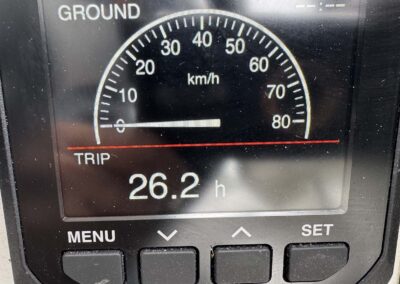 GROUND --:--
0 10 20 30 40 50 60 70 80
km/h
TRIP
26.2 h
MENU SET